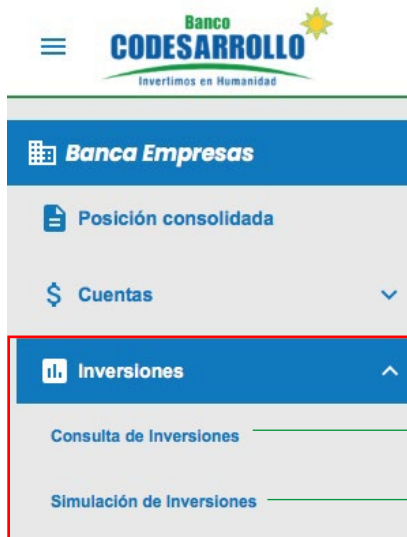 Banco
CODESARROLLO
Invertimos en Humanidad
Banca Empresas
Posición consolidada
$ Cuentas
Inversiones
Consulta de Inversiones
Simulación de Inversiones